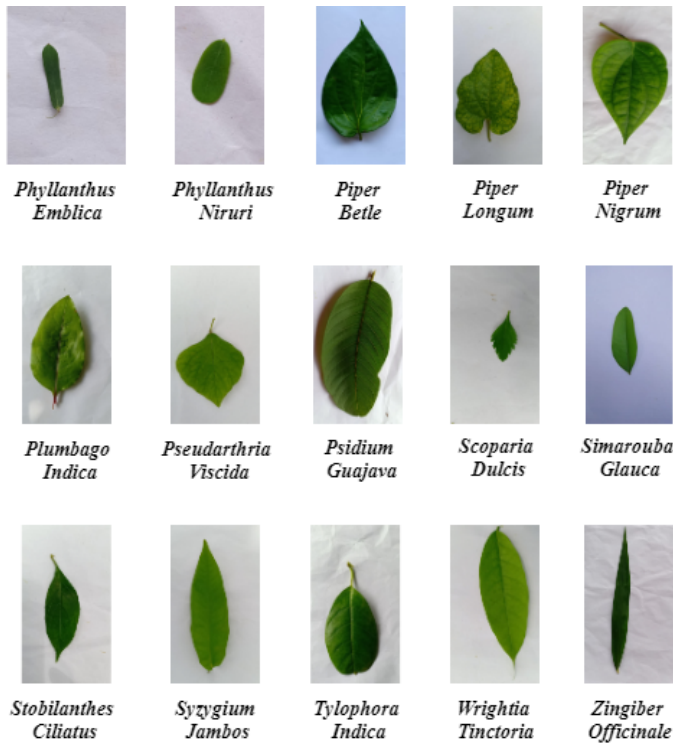 Phyllanthus Emblica
Phyllanthus Niruri
Piper Betle
Piper Longum
Piper Nigrum
Plumbago Indica
Pseudarthria Viscida
Psidium Guajava
Scoparia Dulcis
Simarouba Glauca
Stobilanthes Ciliatus
Syzygium Jambos
Tylophora Indica
Wrightia Tinctoria
Zingiber Officinale